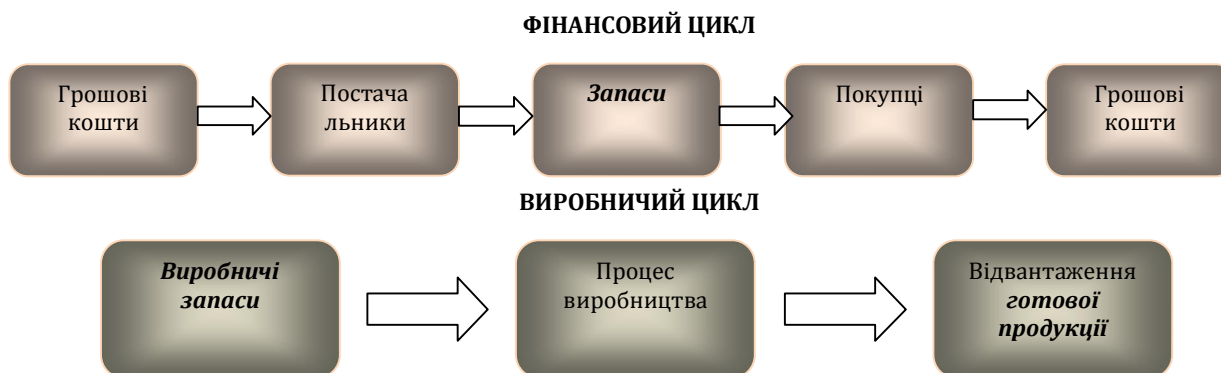 ФІНАНСОВИЙ ЦИКЛ
Грошові
кошти
Постача
льники
Запаси
Покупці
Грошові
кошти
ВИРОБНИЧИЙ ЦИКЛ
Виробничі
запаси
Процес
виробництва
Відвантаження
готової
продукції